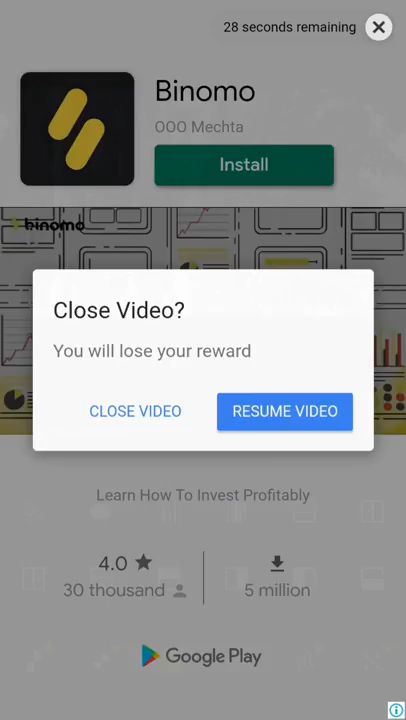 28 seconds remaining
Binomo
OOO Mechta
Install
binomo
Close Video?
You will lose your reward
CLOSE VIDEO
RESUME VIDEO
Learn How To Invest Profitably
4.0
30 thousand
5 million
Google Play